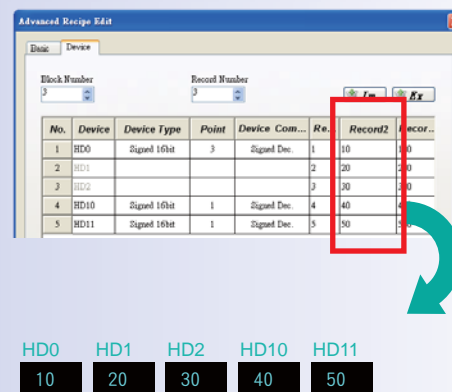 Advanced Recipe Edit
Basic Device
Block Number Record Number
3 3
No. Device Device Type Point Device Com... Re.. Record2 Recor..
1 HD0 Signed 16bit 3 Signed Dec. 1 10
2 HD1 2 20
3 HD2 3 30
4 HD10 Signed 16bit 1 Signed Dec. 4 40
5 HD11 Signed 16bit 1 Signed Dec. 5 50
HD0 HD1 HD2 HD10 HD11
10 20 30 40 50